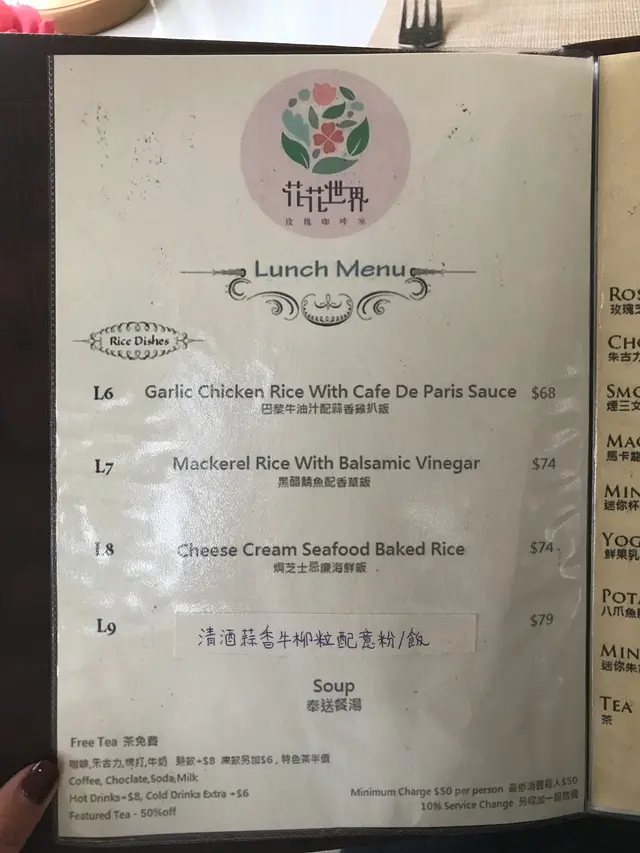 花花世界
玫瑰咖啡室
Lunch Menu
Rice Dishes
L6 Garlic Chicken Rice With Cafe De Paris Sauce $68
巴黎牛油汁配蒜香雞扒飯
L7 Mackerel Rice With Balsamic Vinegar $74
黑醋鯖魚配香草飯
L8 Cheese Cream Seafood Baked Rice $74
焗芝士忌廉海鮮飯
L9 清酒蒜香牛柳粒配意粉/飯 $79
Soup
奉送餐湯
Free Tea 茶免費
咖啡,朱古力,梳打,牛奶 熱飲+$8 凍飲另加$6 , 特色茶半價
Coffee, Choclate,Soda,Milk
Hot Drinks+$8, Cold Drinks Extra +$6
Featured Tea - 50%off
Minimum Charge $50 per person 最低消費每人$50
10% Service Change 另收加一服務費
ROS
玫瑰
CHO
朱古力
SMO
煙三文
MAC
馬卡龍
MIN
迷你杯
YOG
鮮果乳
POTA
八爪魚
MIN
迷你朱
TEA
茶